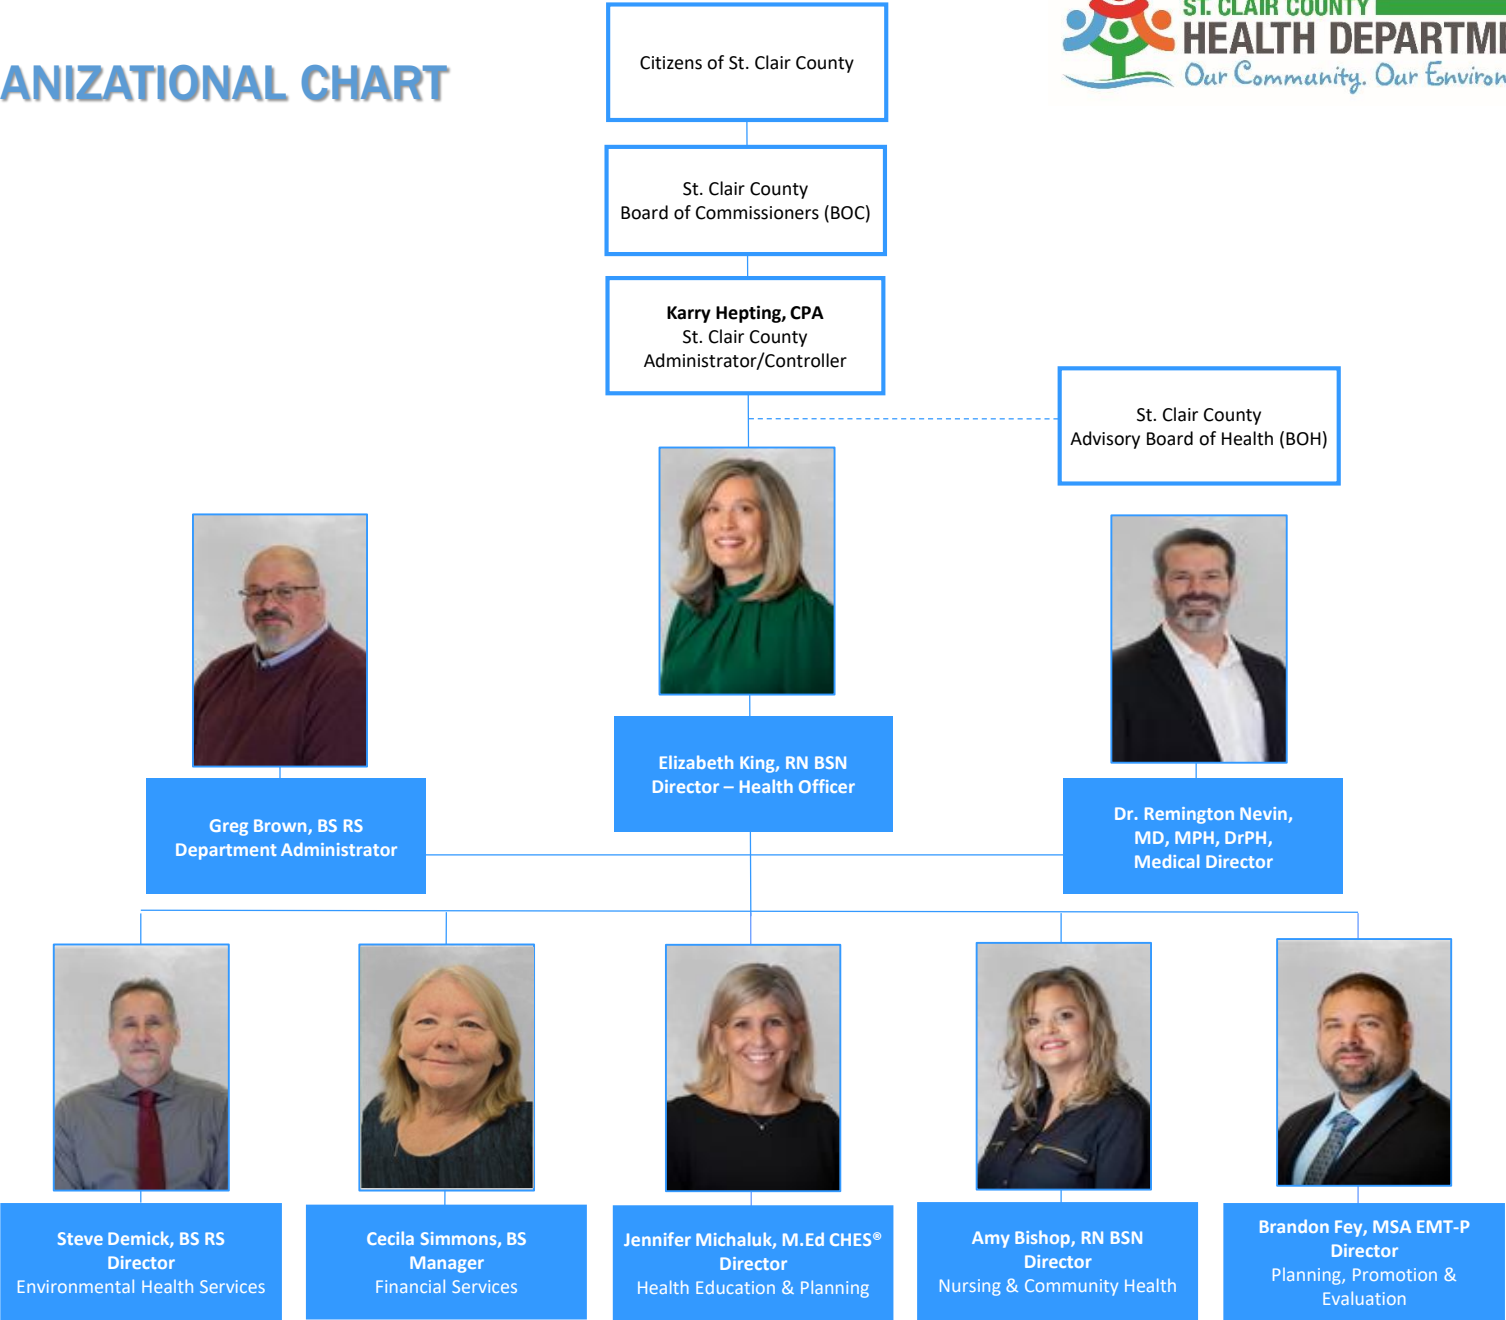 ANIZATIONAL CHART
ST. CLAIR COUNTY
HEALTH DEPARTME
Our Community. Our Environ
Citizens of St. Clair County
St. Clair County
Board of Commissioners (BOC)
Karry Hepting, CPA
St. Clair County
Administrator/Controller
St. Clair County
Advisory Board of Health (BOH)
Elizabeth King, RN BSN
Director – Health Officer
Greg Brown, BS RS
Department Administrator
Dr. Remington Nevin,
MD, MPH, DrPH,
Medical Director
Steve Demick, BS RS
Director
Environmental Health Services
Cecila Simmons, BS
Manager
Financial Services
Jennifer Michaluk, M.Ed CHES®
Director
Health Education & Planning
Amy Bishop, RN BSN
Director
Nursing & Community Health
Brandon Fey, MSA EMT-P
Director
Planning, Promotion &
Evaluation